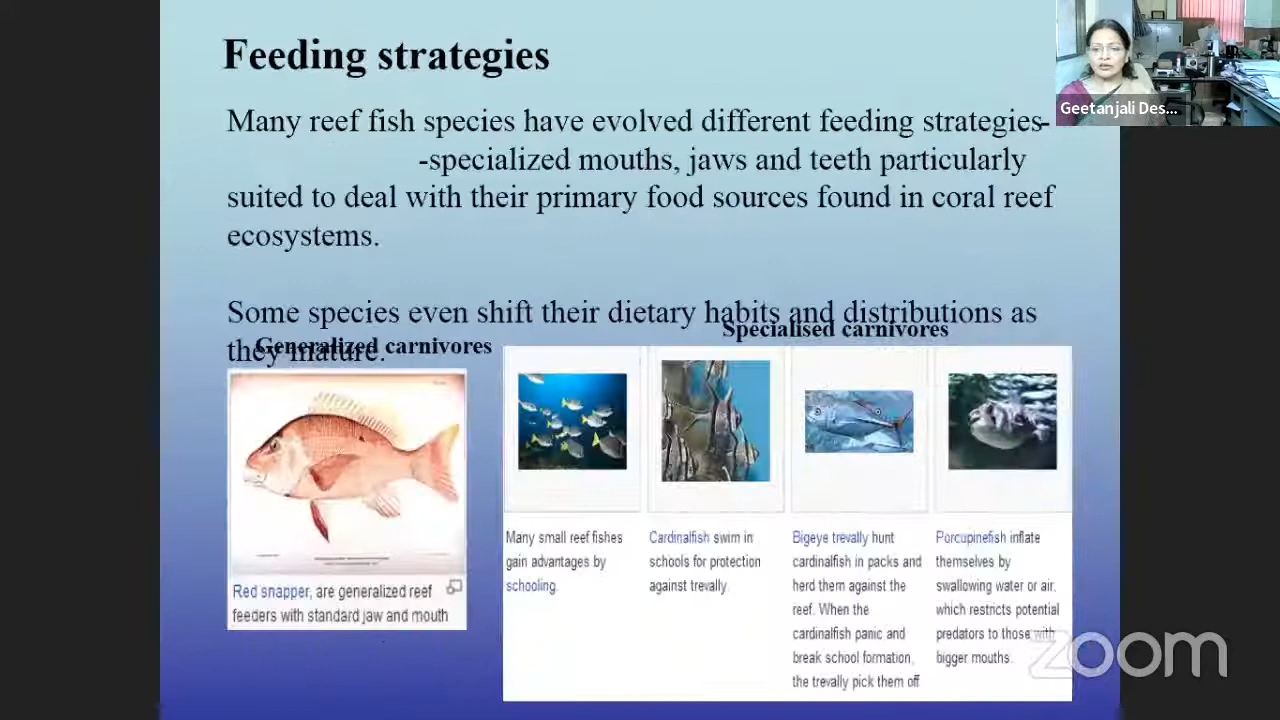 Feeding strategies
Geetanjali Des...
Many reef fish species have evolved different feeding strategies-
-specialized mouths, jaws and teeth particularly
suited to deal with their primary food sources found in coral reef
ecosystems.
Some species even shift their dietary habits and distributions as
they mature.
Generalized carnivores
Specialised carnivores
Red snapper, are generalized reef
feeders with standard jaw and mouth
Many small reef fishes
gain advantages by
schooling.
Cardinalfish swim in
schools for protection
against trevally.
Bigeye trevally hunt
cardinalfish in packs and
herd them against the
reef. When the
cardinalfish panic and
break school formation,
the trevally pick them off
Porcupinefish inflate
themselves by
swallowing water or air,
which restricts potential
predators to those with
bigger mouths.
zoom